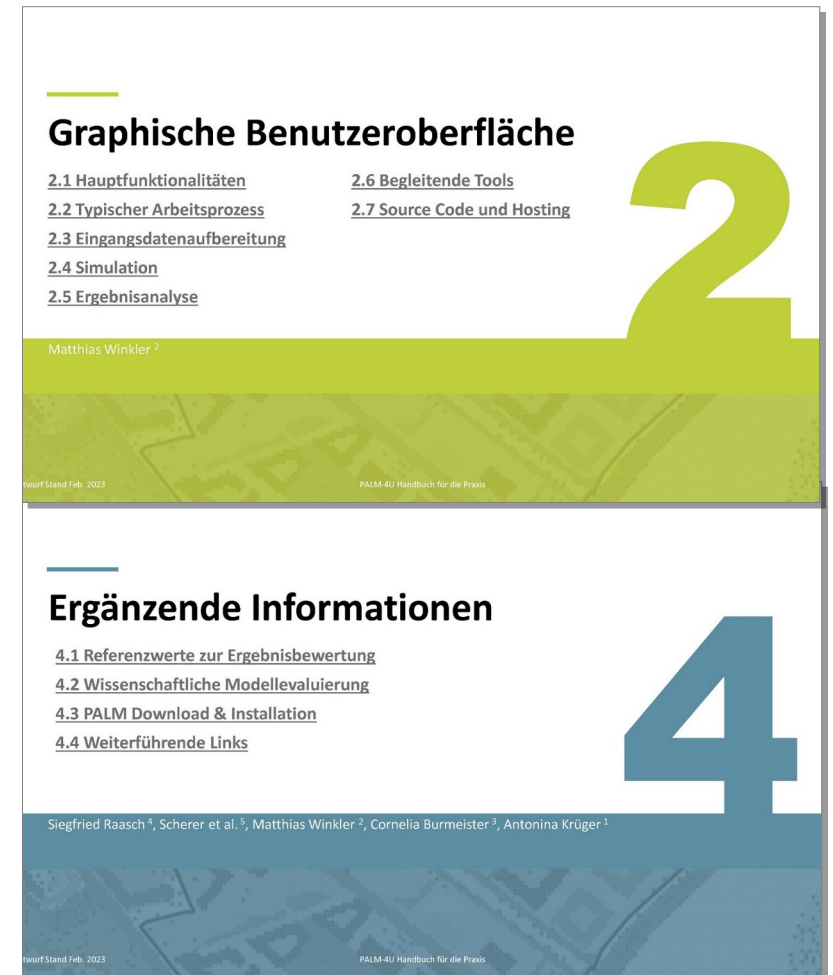 Graphische Benutzeroberfläche
2.1 Hauptfunktionalitäten
2.2 Typischer Arbeitsprozess
2.3 Eingangsdatenaufbereitung
2.4 Simulation
2.5 Ergebnisanalyse
2.6 Begleitende Tools
2.7 Source Code und Hosting
2
Matthias Winkler 2
twurf Stand Feb. 2023
PALM-4U Handbuch für die Praxis
Ergänzende Informationen
4.1 Referenzwerte zur Ergebnisbewertung
4.2 Wissenschaftliche Modellevaluierung
4.3 PALM Download & Installation
4.4 Weiterführende Links
4
Siegfried Raasch 4, Scherer et al. 5, Matthias Winkler 2, Cornelia Burmeister 3, Antonina Krüger 1
twurf Stand Feb. 2023
PALM-4U Handbuch für die Praxis